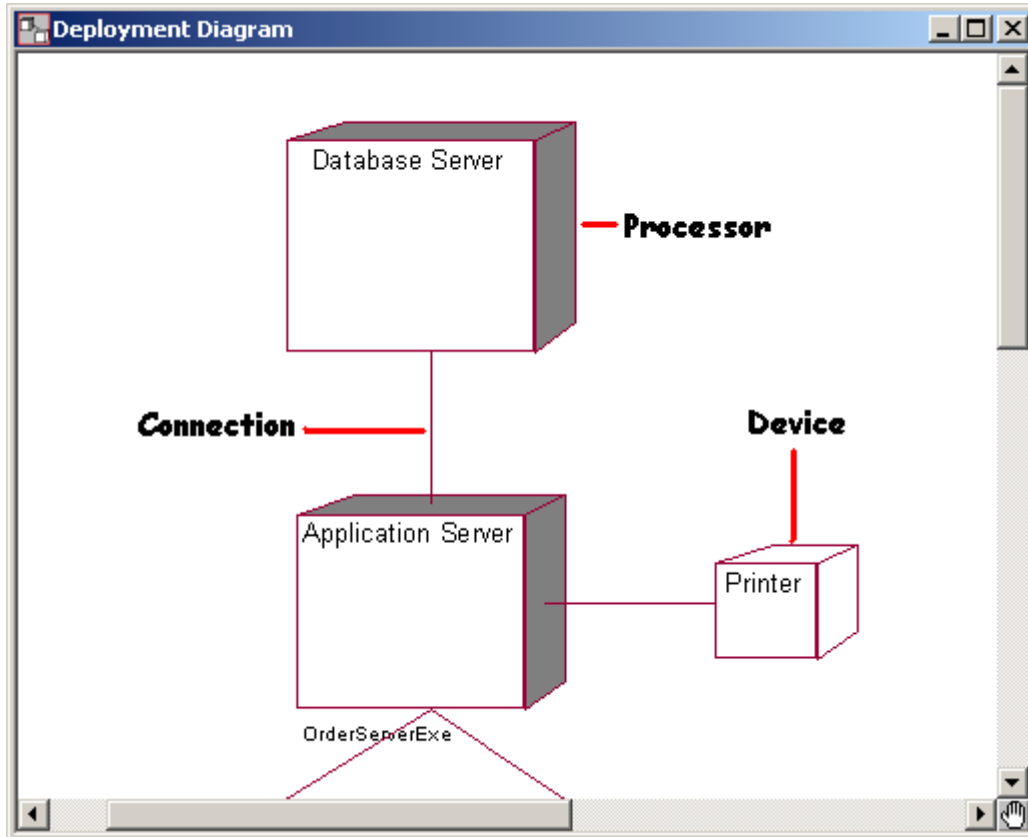 Deployment Diagram
Database Server
Processor
Connection
Device
Application Server
Printer
OrderServerExe